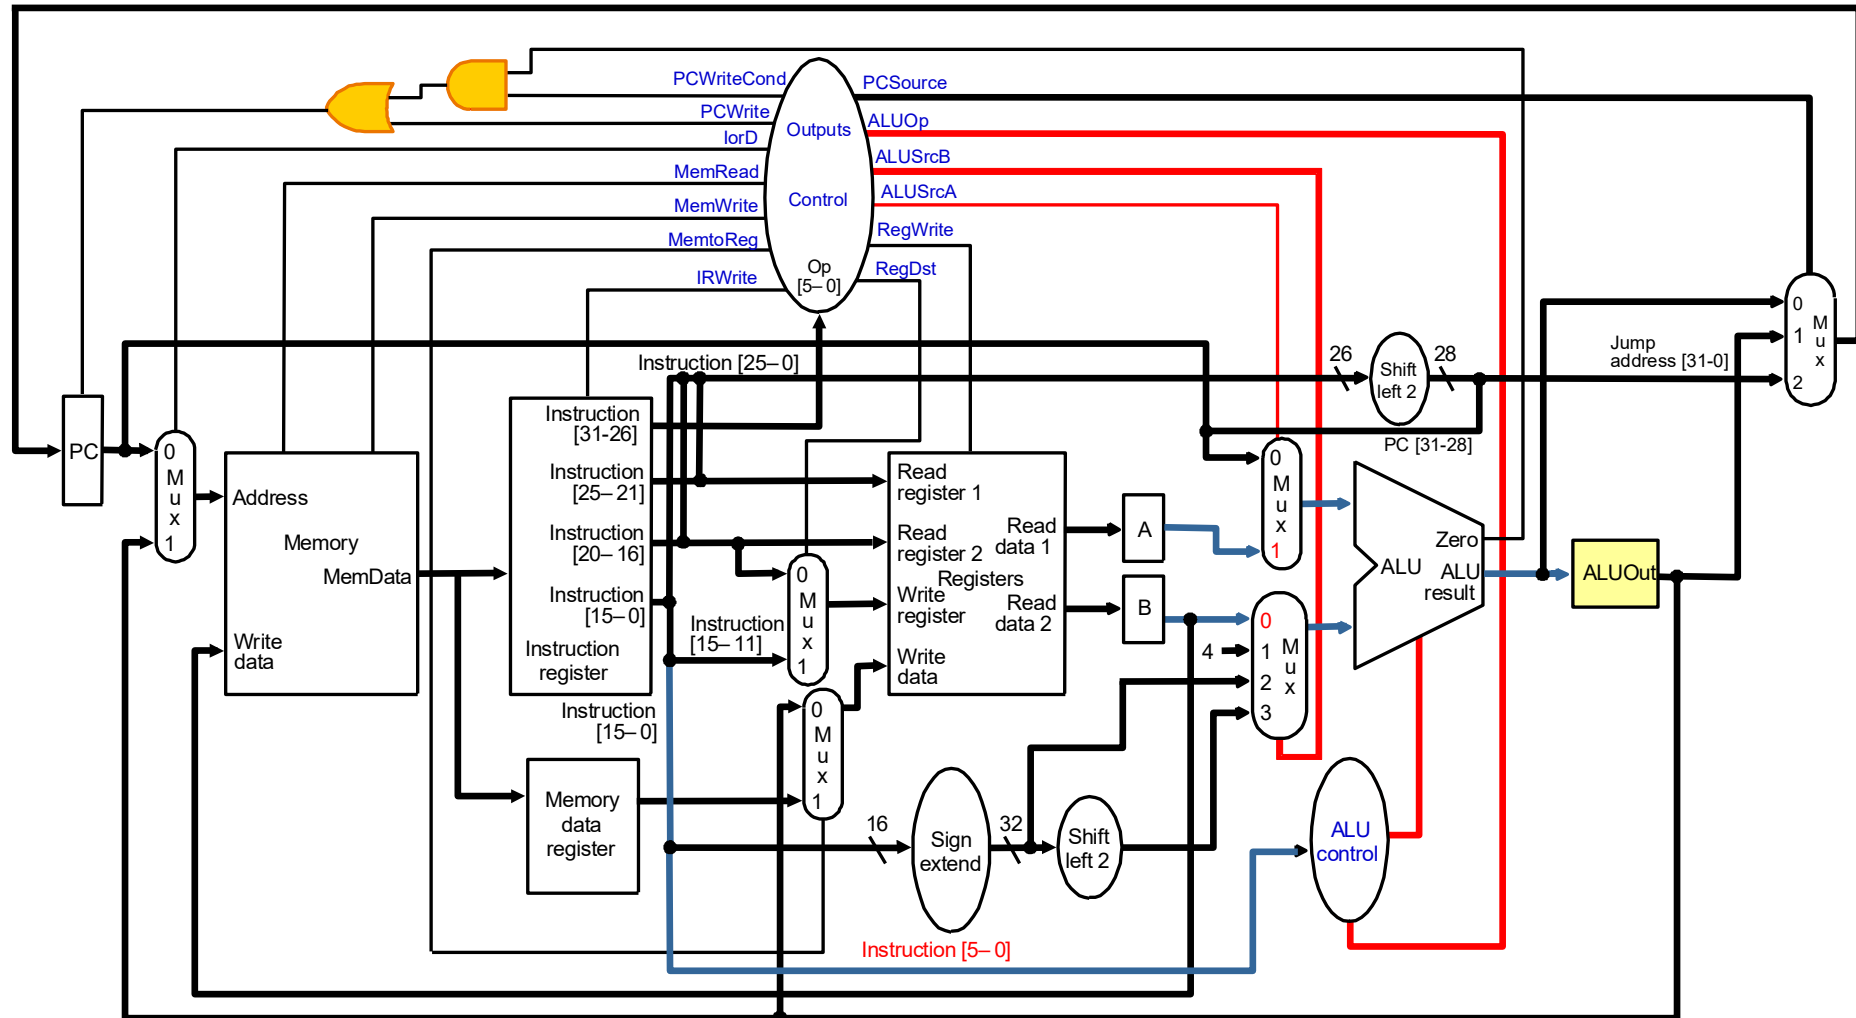 PCWriteCond
PCSource
PCWrite
ALUOp
IorD
Outputs
ALUSrcB
MemRead
ALUSrcA
MemWrite
Control
RegWrite
MemtoReg
RegDst
IRWrite
Op
[5–0]
Instruction [25–0]
26
28
Shift
left 2
Jump
address [31-0]
0
1
2
M
u
x
PC
0
M
u
x
1
Address
Memory
MemData
Write
data
Instruction
[31-26]
Instruction
[25–21]
Instruction
[20–16]
Instruction
[15–0]
Instruction
register
Instruction
[15–11]
Instruction
[15–0]
0
M
u
x
1
0
M
u
x
1
Read
register 1
Read
register 2
Registers
Write
register
Write
data
Read
data 1
Read
data 2
A
B
PC [31-28]
0
M
u
x
1
4
0
1
2
3
M
u
x
Zero
ALU
ALU
result
ALUOut
Memory
data
register
16
Sign
extend
32
Shift
left 2
ALU
control
Instruction [5–0]